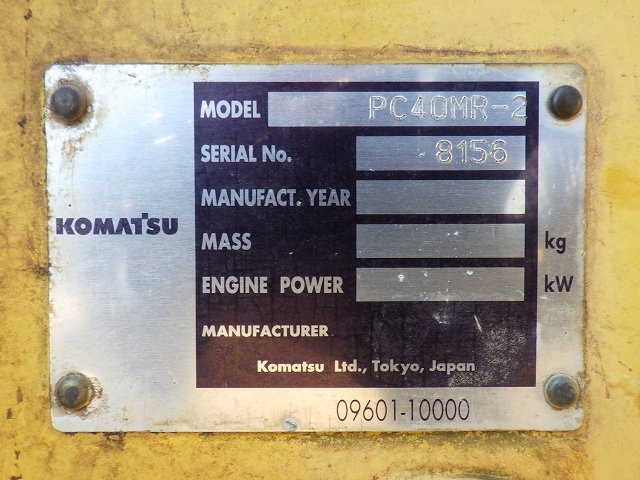 MODEL PC40MR-2
SERIAL No. 8156
MANUFACT. YEAR
KOMATSU
MASS kg
ENGINE POWER kW
MANUFACTURER
Komatsu Ltd., Tokyo, Japan
09601-10000